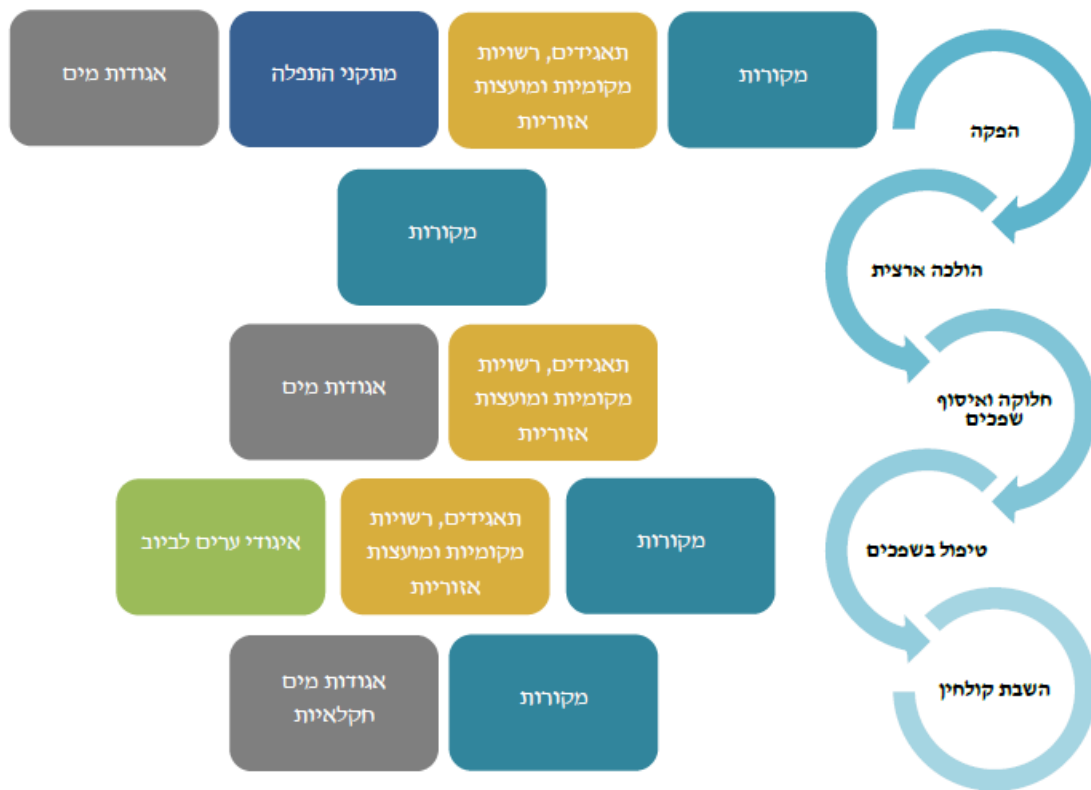 הפקה
מקורות
תאגידים, רשויות
מקומיות ומועצות
אזוריות
מתקני התפלה
אגודות מים
הולכה ארצית
מקורות
חלוקה ואיסוף
שפכים
תאגידים, רשויות
מקומיות ומועצות
אזוריות
אגודות מים
טיפול בשפכים
מקורות
תאגידים, רשויות
מקומיות ומועצות
אזוריות
איגודי ערים לביוב
השבת קולחין
מקורות
אגודות מים
חקלאיות